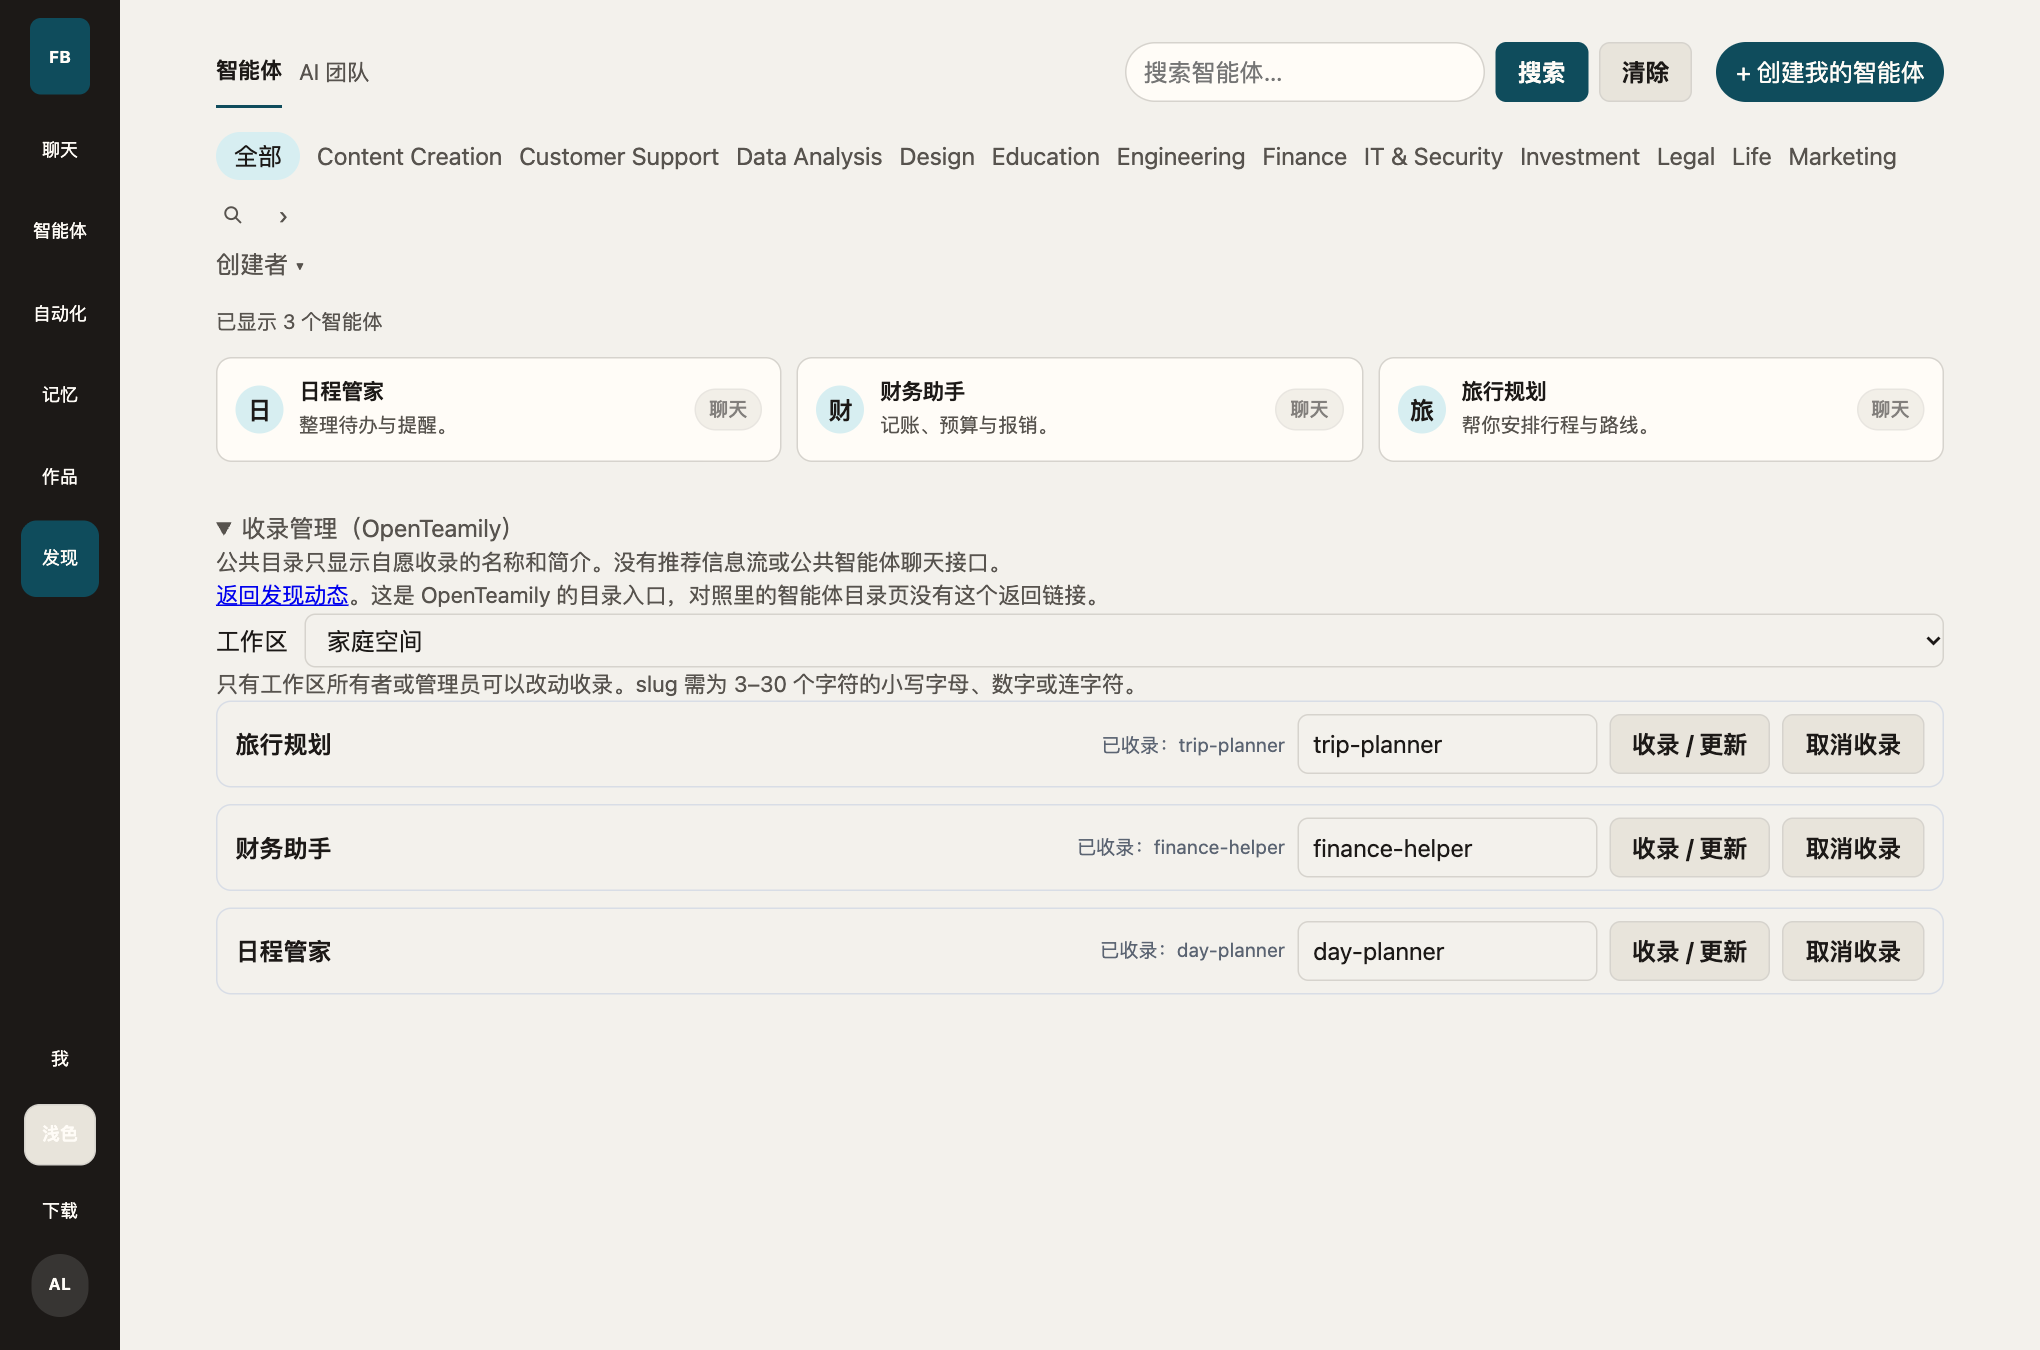 FB
聊天
智能体
自动化
记忆
作品
发现
我
浅色
下载
AL
智能体 AI 团队
搜索智能体... 搜索 清除 + 创建我的智能体
全部 Content Creation Customer Support Data Analysis Design Education Engineering Finance IT & Security Investment Legal Life Marketing
›
创建者 ▾
已显示 3 个智能体
日
日程管家
整理待办与提醒。
聊天
财
财务助手
记账、预算与报销。
聊天
旅
旅行规划
帮你安排行程与路线。
聊天
▼ 收录管理（OpenTeamily）
公共目录只显示自愿收录的名称和简介。没有推荐信息流或公共智能体聊天接口。
返回发现动态。这是 OpenTeamily 的目录入口，对照里的智能体目录页没有这个返回链接。
工作区 家庭空间
只有工作区所有者或管理员可以改动收录。slug 需为 3–30 个字符的小写字母、数字或连字符。
旅行规划 已收录：trip-planner trip-planner 收录 / 更新 取消收录
财务助手 已收录：finance-helper finance-helper 收录 / 更新 取消收录
日程管家 已收录：day-planner day-planner 收录 / 更新 取消收录